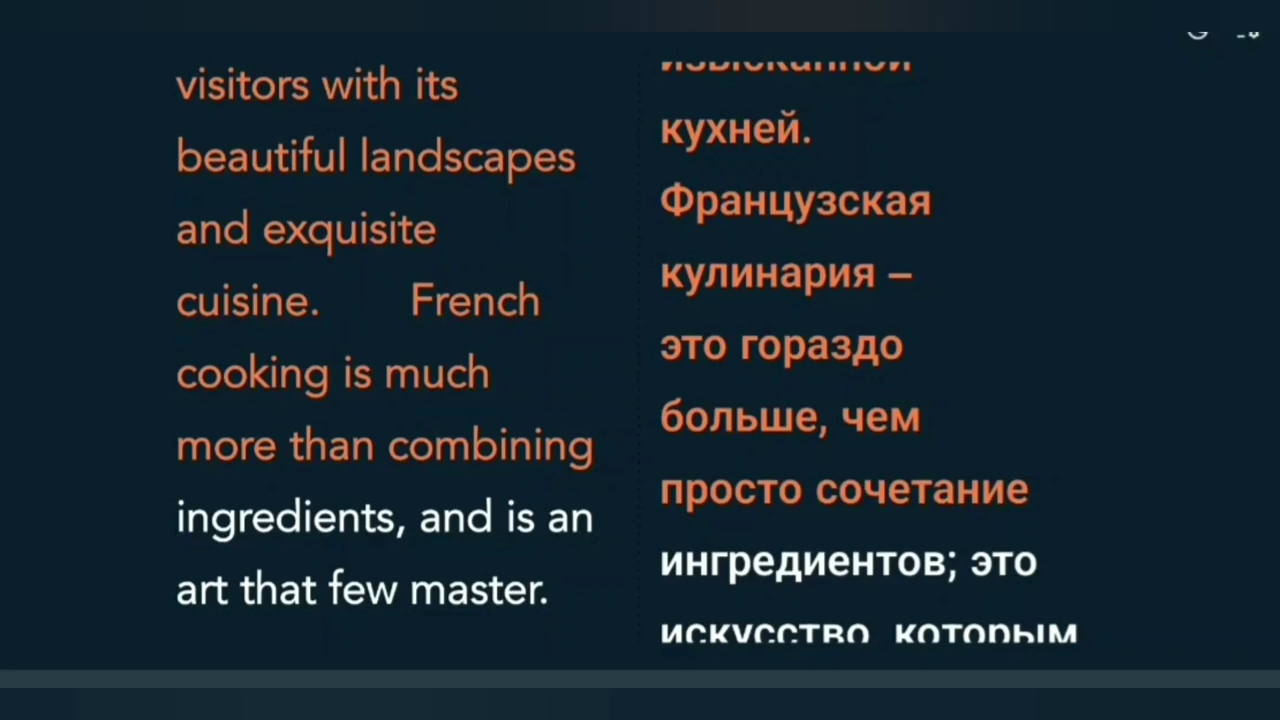 visitors with its
beautiful landscapes
and exquisite
cuisine. French
cooking is much
more than combining
ingredients, and is an
art that few master.
изысканной
кухней.
Французская
кулинария –
это гораздо
больше, чем
просто сочетание
ингредиентов; это
искусство, которым